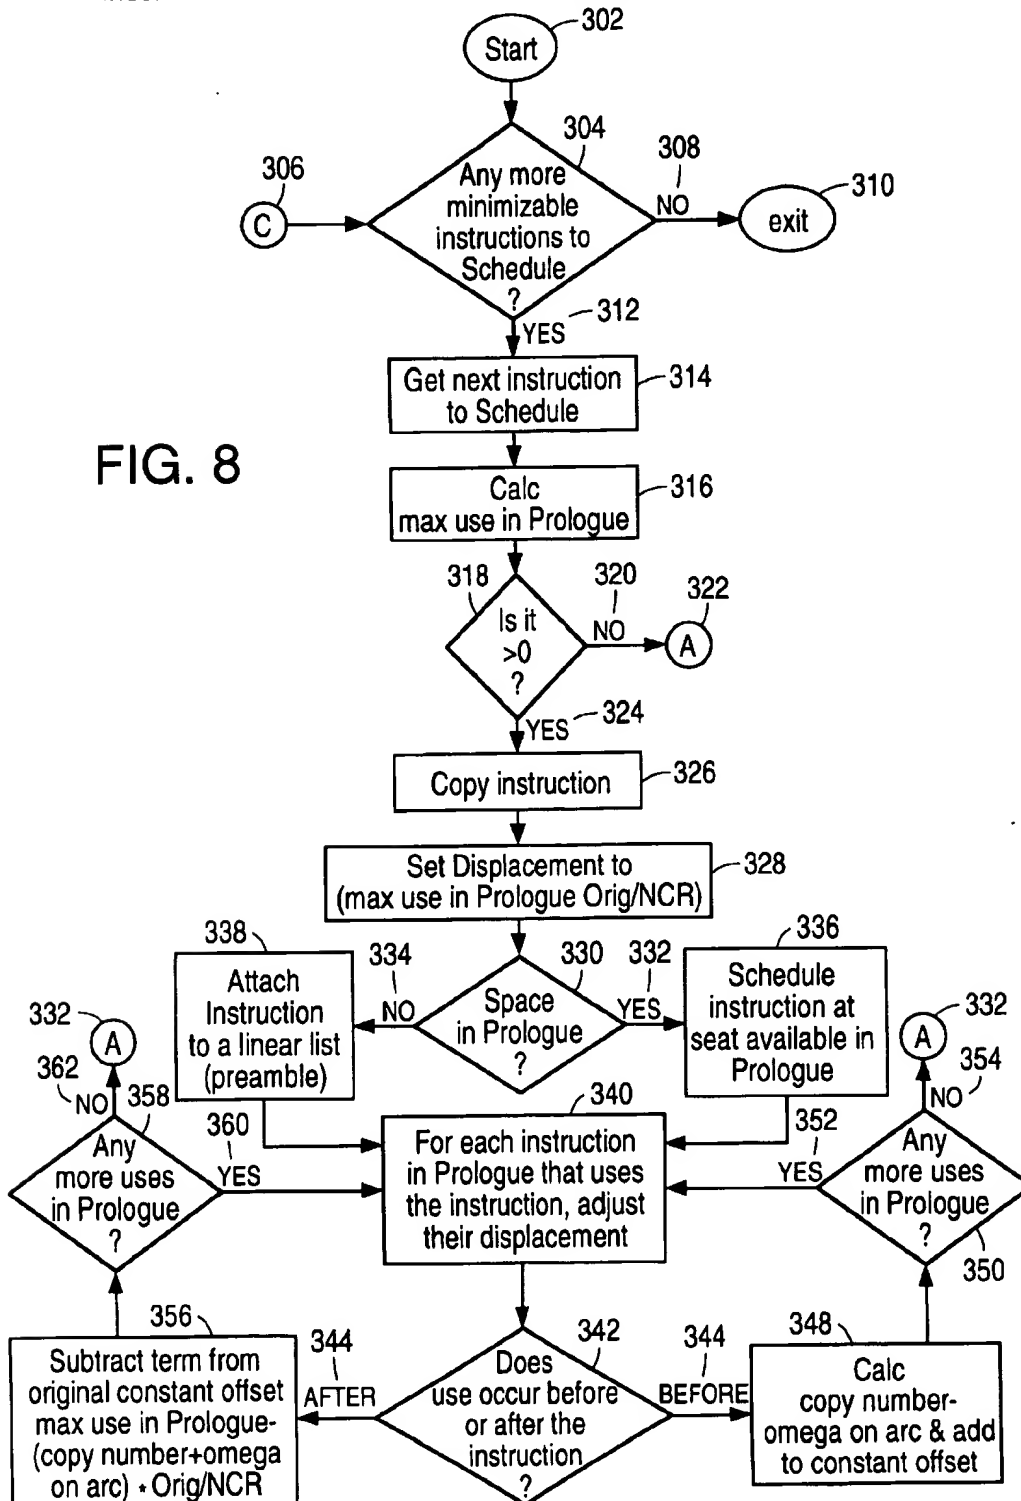 302
Start
304
308
306
310
Any more
minimizable
instructions to
Schedule
?
C
NO
exit
312
YES
Get next instruction
to Schedule
314
FIG. 8
Calc
max use in Prologue
316
318
320
322
Is it
>0
?
NO
A
YES
324
Copy instruction
326
Set Displacement to
(max use in Prologue Orig/NCR)
328
338
334
330
332
336
Attach
Instruction
to a linear list
(preamble)
NO
Space
in Prologue
?
YES
Schedule
instruction at
seat available in
Prologue
332
A
332
A
362
NO
358
340
354
NO
360
352
Any
more uses
in Prologue
?
YES
For each instruction
in Prologue that uses
the instruction, adjust
their displacement
YES
Any
more uses
in Prologue
?
350
356
344
342
344
348
Subtract term from
original constant offset
max use in Prologue-
(copy number+omega
on arc) • Orig/NCR
AFTER
Does
use occur before
or after the
instruction
?
BEFORE
Calc
copy number-
omega on arc & add
to constant offset